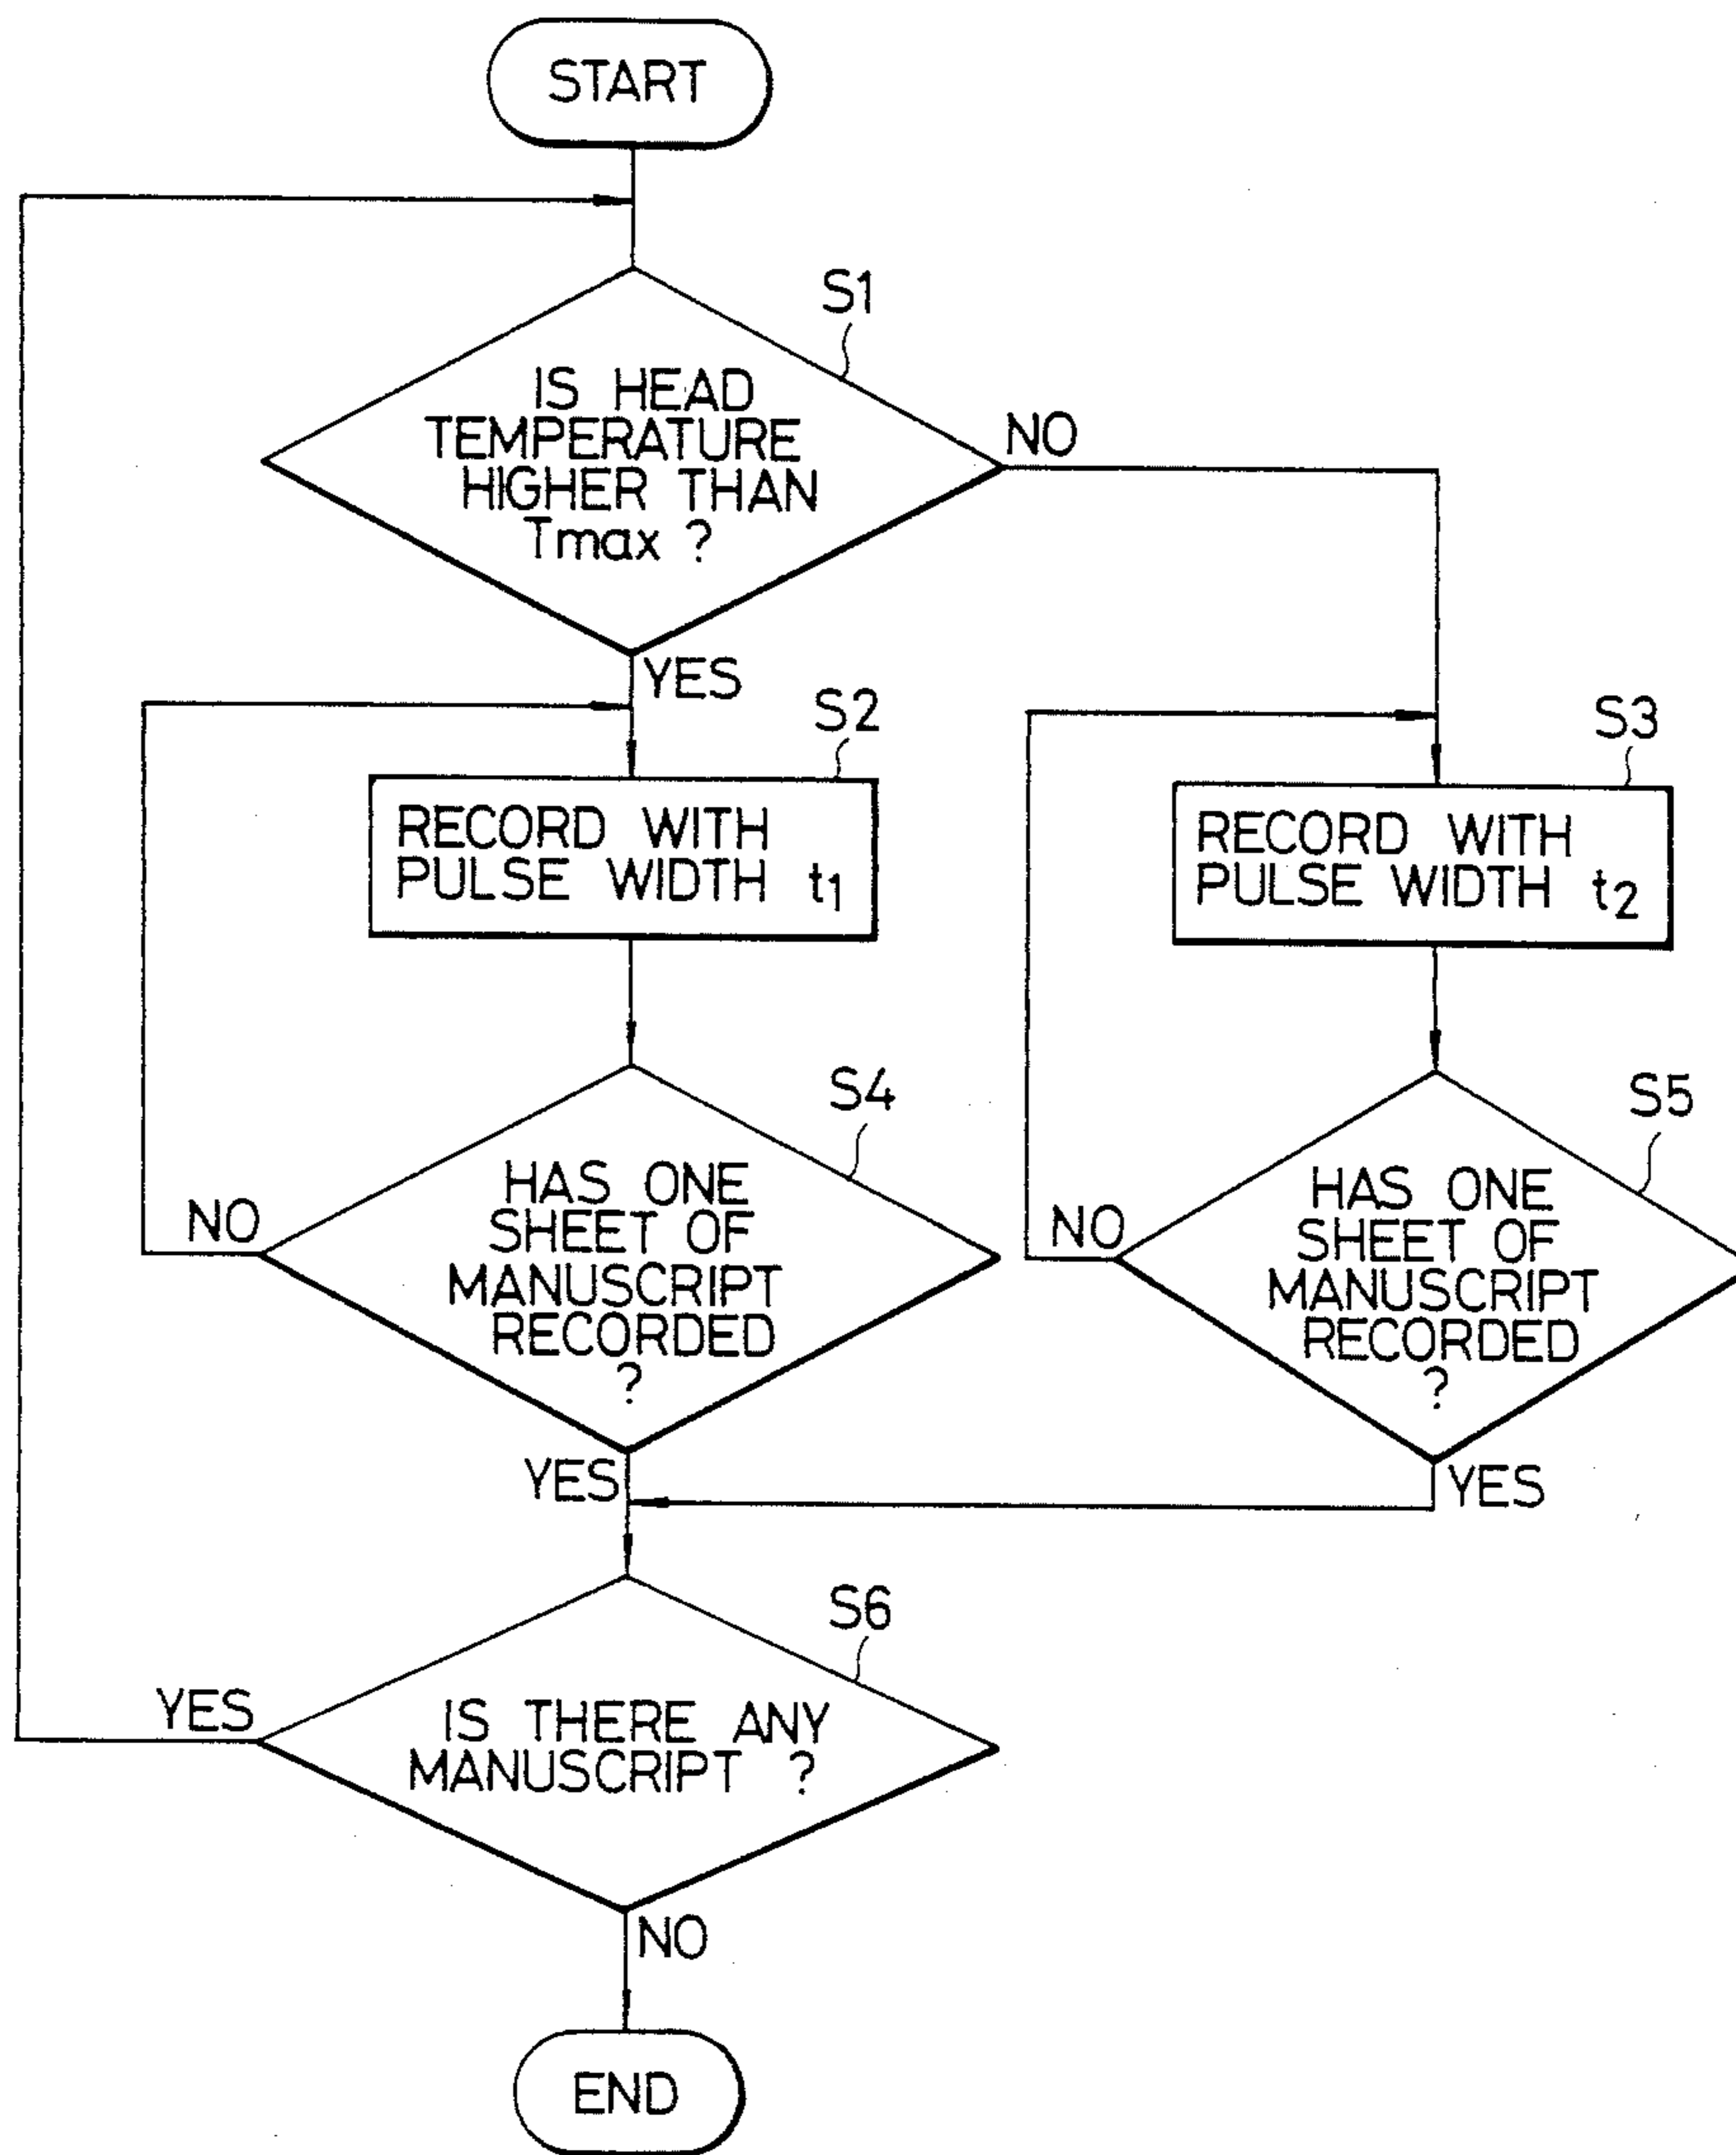 START
S1
IS HEAD
TEMPERATURE
HIGHER THAN
Tmax ?
NO
YES
S2
RECORD WITH
PULSE WIDTH t1
S3
RECORD WITH
PULSE WIDTH t2
S4
HAS ONE
SHEET OF
MANUSCRIPT
RECORDED
?
NO
YES
S5
HAS ONE
SHEET OF
MANUSCRIPT
RECORDED
?
NO
YES
S6
IS THERE ANY
MANUSCRIPT ?
YES
NO
END